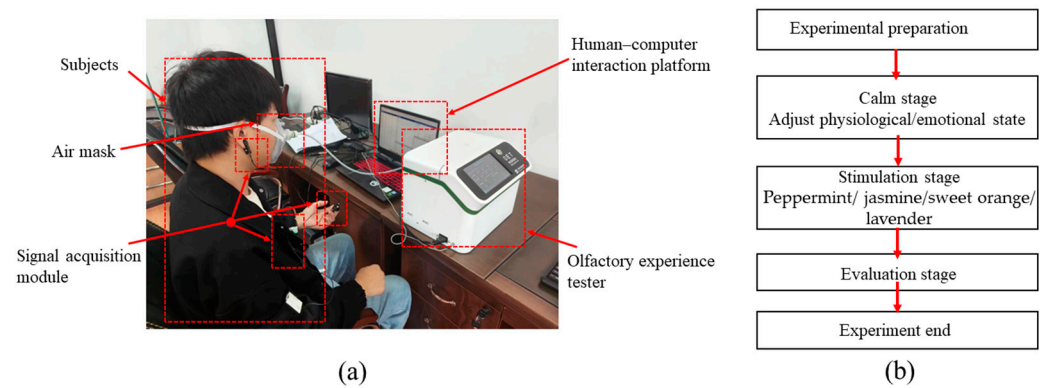 Subjects
Air mask
Signal acquisition
module
Human–computer
interaction platform
Olfactory experience
tester
(a)
Experimental preparation
Calm stage
Adjust physiological/emotional state
Stimulation stage
Peppermint/ jasmine/sweet orange/
lavender
Evaluation stage
Experiment end
(b)